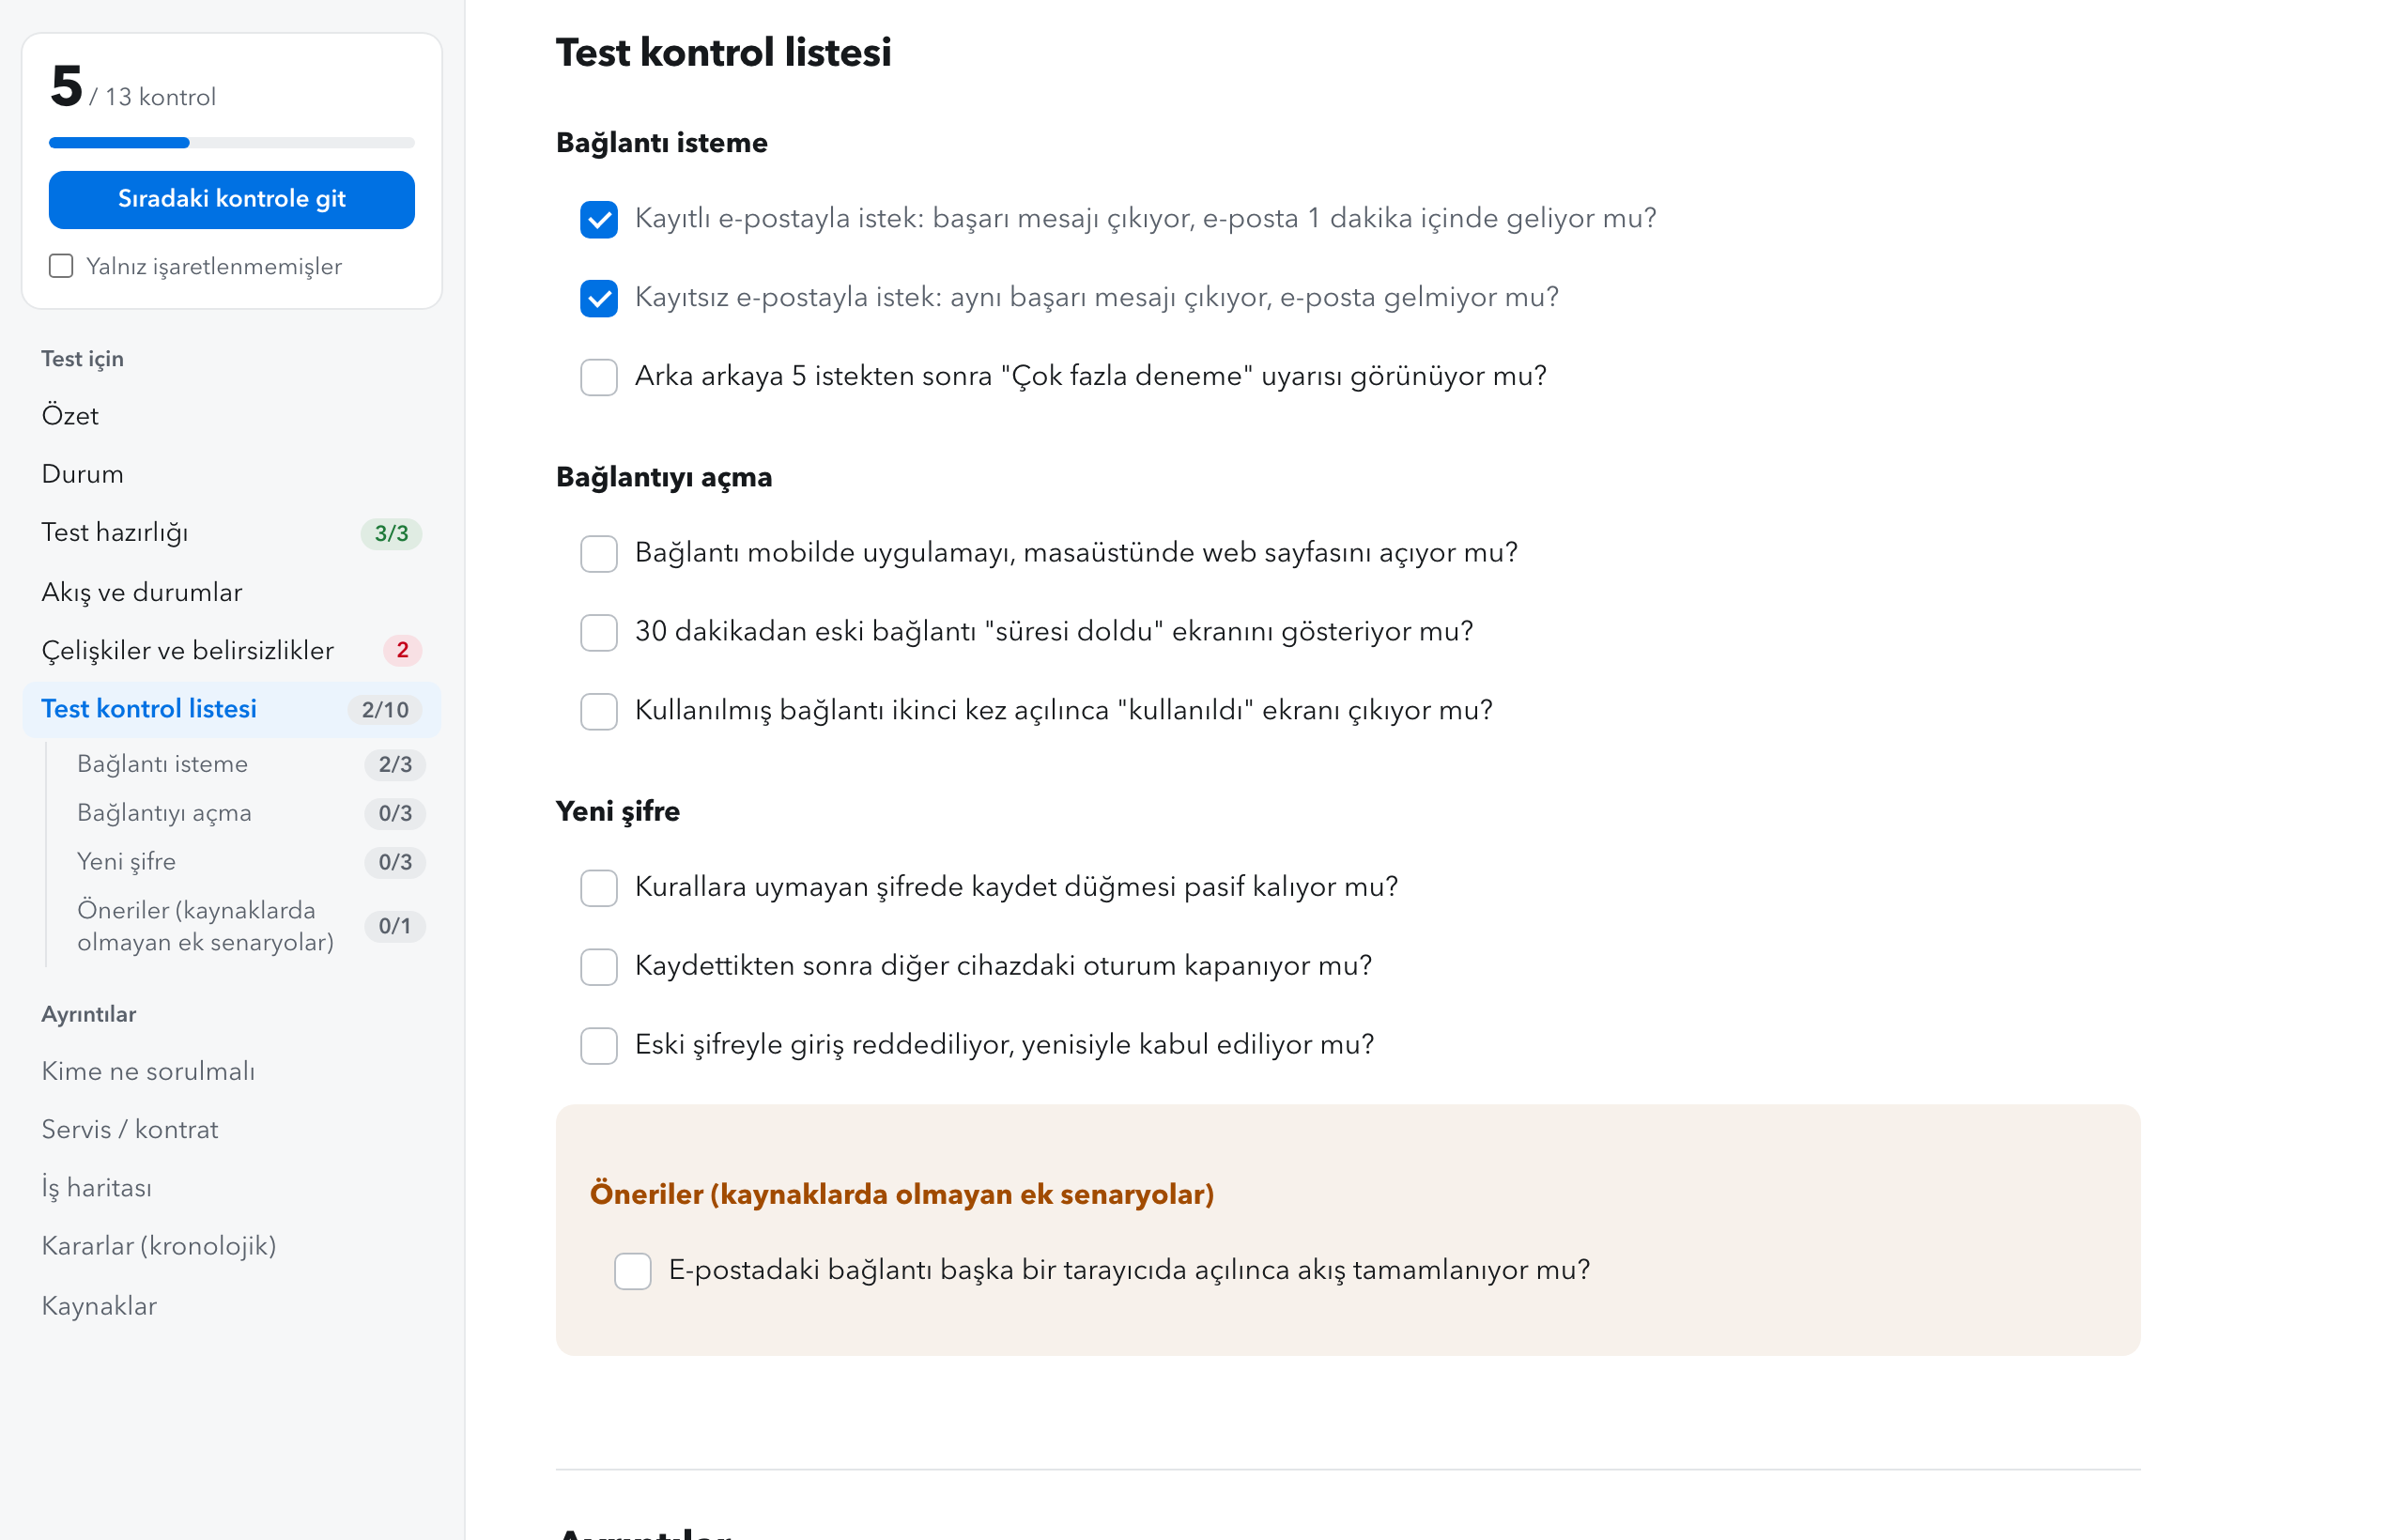 5 / 13 kontrol
Sıradaki kontrole git
Yalnız işaretlenmemişler
Test için
Özet
Durum
Test hazırlığı 3/3
Akış ve durumlar
Çelişkiler ve belirsizlikler 2
Test kontrol listesi 2/10
Bağlantı isteme 2/3
Bağlantıyı açma 0/3
Yeni şifre 0/3
Öneriler (kaynaklarda
olmayan ek senaryolar) 0/1
Ayrıntılar
Kime ne sorulmalı
Servis / kontrat
İş haritası
Kararlar (kronolojik)
Kaynaklar
Test kontrol listesi
Bağlantı isteme
Kayıtlı e-postayla istek: başarı mesajı çıkıyor, e-posta 1 dakika içinde geliyor mu?
Kayıtsız e-postayla istek: aynı başarı mesajı çıkıyor, e-posta gelmiyor mu?
Arka arkaya 5 istekten sonra "Çok fazla deneme" uyarısı görünüyor mu?
Bağlantıyı açma
Bağlantı mobilde uygulamayı, masaüstünde web sayfasını açıyor mu?
30 dakikadan eski bağlantı "süresi doldu" ekranını gösteriyor mu?
Kullanılmış bağlantı ikinci kez açılınca "kullanıldı" ekranı çıkıyor mu?
Yeni şifre
Kurallara uymayan şifrede kaydet düğmesi pasif kalıyor mu?
Kaydettikten sonra diğer cihazdaki oturum kapanıyor mu?
Eski şifreyle giriş reddediliyor, yenisiyle kabul ediliyor mu?
Öneriler (kaynaklarda olmayan ek senaryolar)
E-postadaki bağlantı başka bir tarayıcıda açılınca akış tamamlanıyor mu?